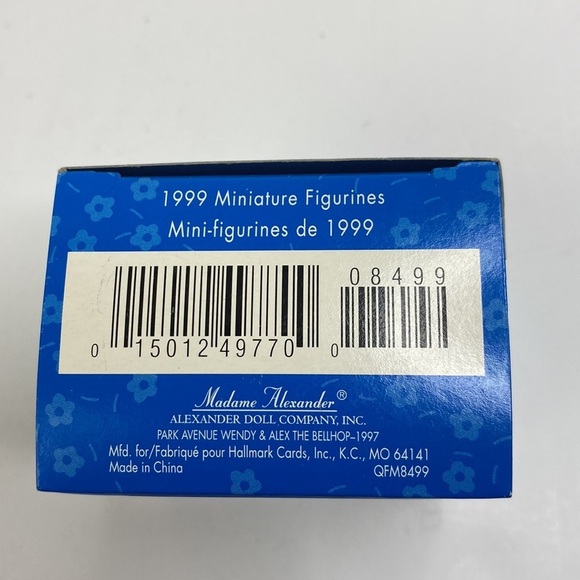 1999 Miniature Figurines
Mini-figurines de 1999
08499
0 15012 49770 0
Madame Alexander®
ALEXANDER DOLL COMPANY, INC.
PARK AVENUE WENDY & ALEX THE BELLHOP–1997
Mfd. for/Fabriqué pour Hallmark Cards, Inc., K.C., MO 64141
Made in China QFM8499